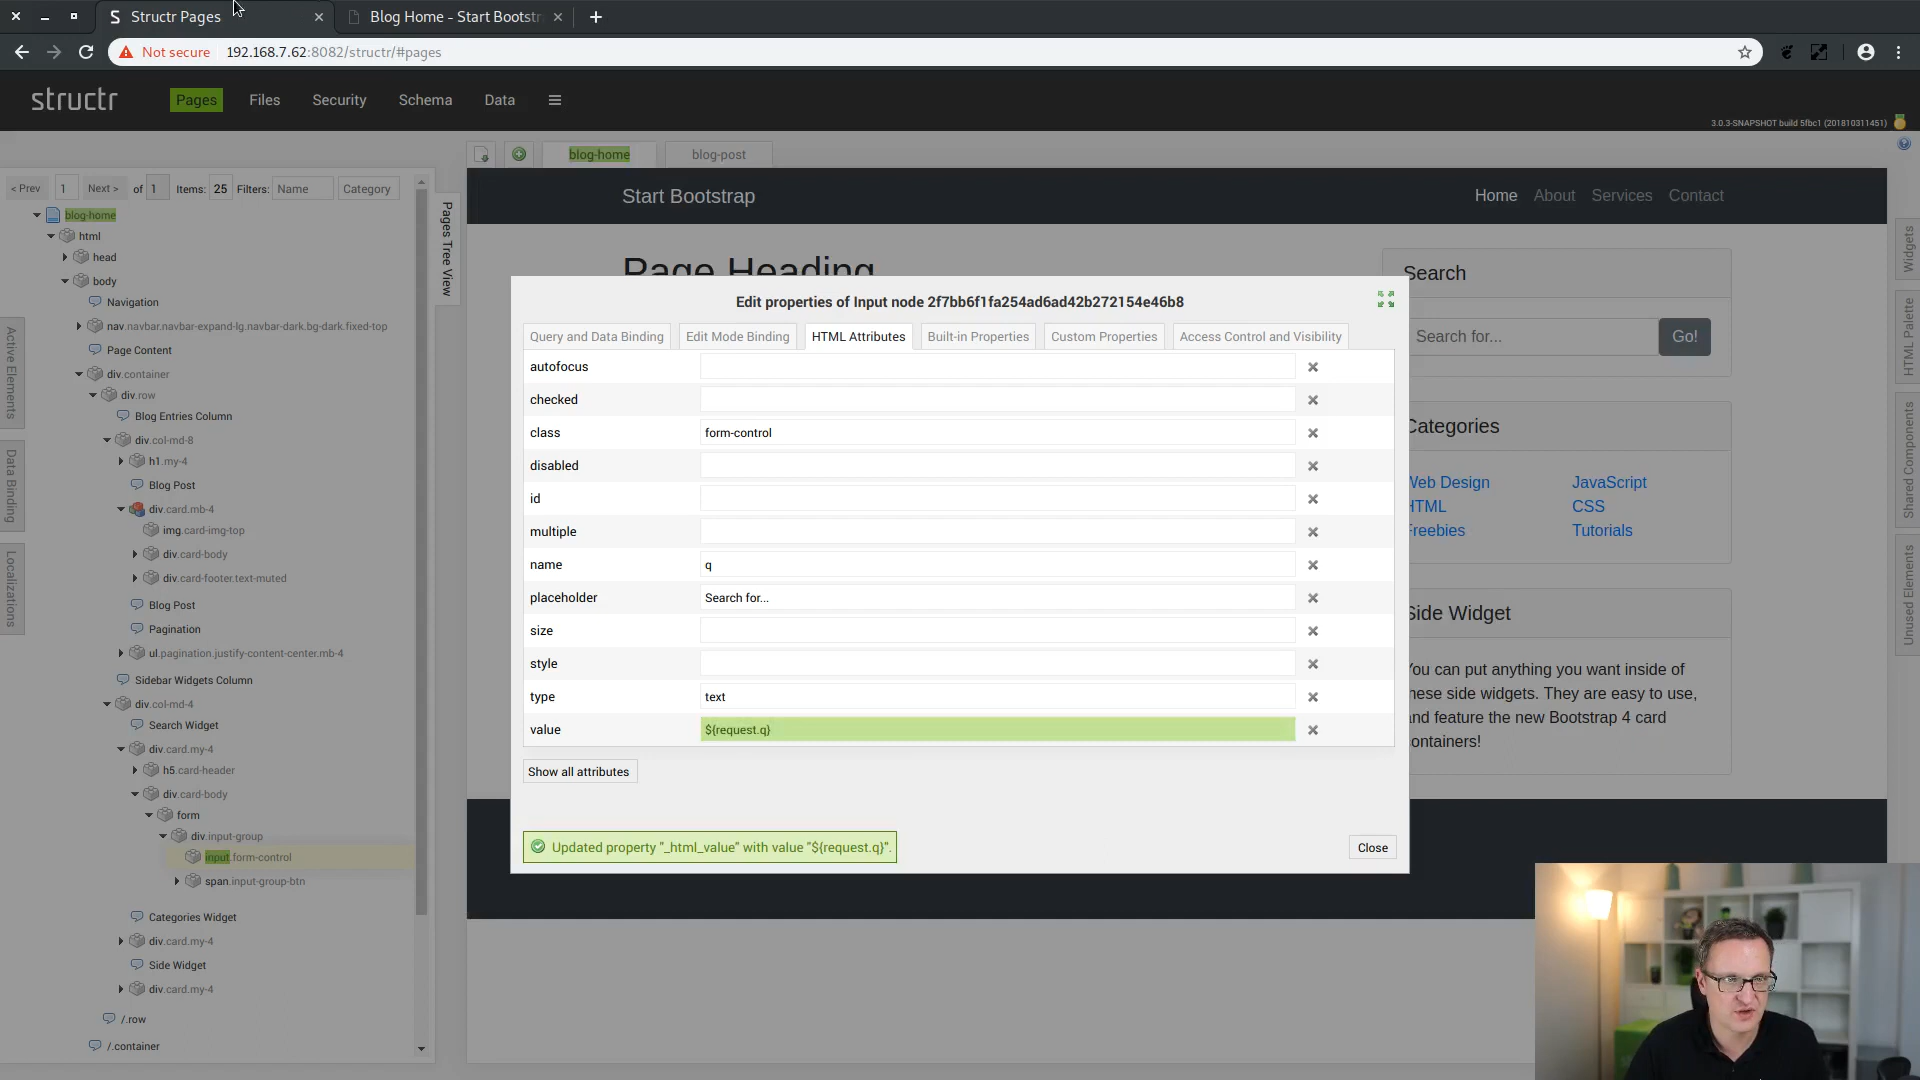 Structr Pages
Blog Home - Start Bootst
Not secure
192.168.7.62:8082/structr/#pages
structr
Pages
Files
Security
Schema
Data
3.0.3-SNAPSHOT build 5fbc1 (201810311451)
blog-home
blog-post
< Prev
1
Next >
of
1
Items:
25
Filters:
Name
Category
Pages Tree View
Active Elements
Data Binding
Localizations
Widgets
HTML Palette
Shared Components
Unused Elements
blog-home
html
head
body
Navigation
nav.navbar.navbar-expand-lg.navbar-dark.bg-dark.fixed-top
Page Content
div.container
div.row
Blog Entries Column
div.col-md-8
h1.my-4
Blog Post
div.card.mb-4
img.card-img-top
div.card-body
div.card-footer.text-muted
Blog Post
Pagination
ul.pagination.justify-content-center.mb-4
Sidebar Widgets Column
div.col-md-4
Search Widget
div.card.my-4
h5.card-header
div.card-body
form
div.input-group
input.form-control
span.input-group-btn
Categories Widget
div.card.my-4
Side Widget
div.card.my-4
/.row
/.container
Start Bootstrap
Home
About
Services
Contact
Page Heading
Search
Search for...
Go!
Categories
Web Design
JavaScript
HTML
CSS
Freebies
Tutorials
Side Widget
You can put anything you want inside of
these side widgets. They are easy to use,
and feature the new Bootstrap 4 card
containers!
Edit properties of Input node 2f7bb6f1fa254ad6ad42b272154e46b8
Query and Data Binding
Edit Mode Binding
HTML Attributes
Built-in Properties
Custom Properties
Access Control and Visibility
autofocus
checked
class
form-control
disabled
id
multiple
name
q
placeholder
Search for...
size
style
type
text
value
${request.q}
Show all attributes
Updated property "_html_value" with value "${request.q}".
Close